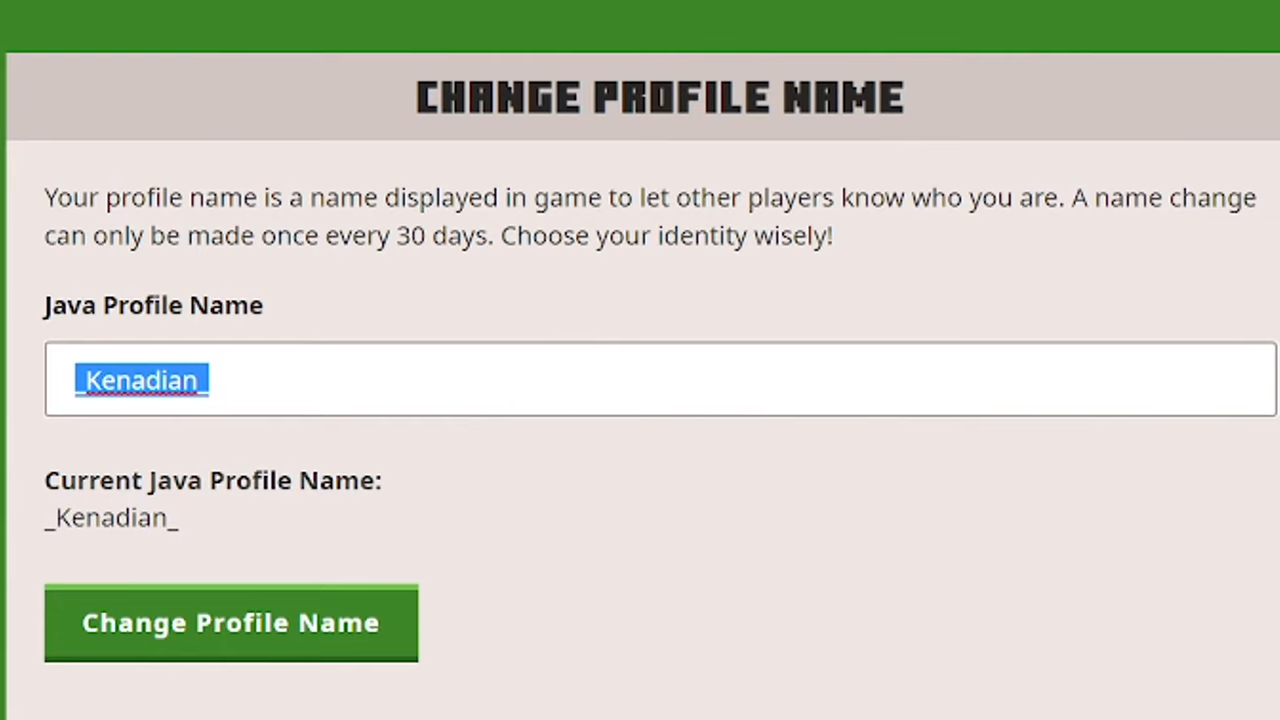 CHANGE PROFILE NAME
Your profile name is a name displayed in game to let other players know who you are. A name change
can only be made once every 30 days. Choose your identity wisely!
Java Profile Name
_Kenadian_
Current Java Profile Name:
_Kenadian_
Change Profile Name